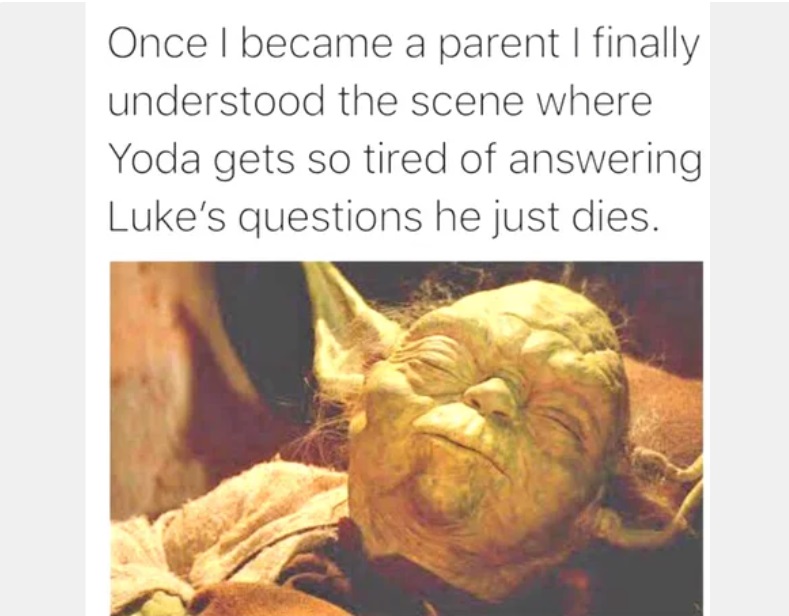 Once I became a parent I finally
understood the scene where
Yoda gets so tired of answering
Luke’s questions he just dies.